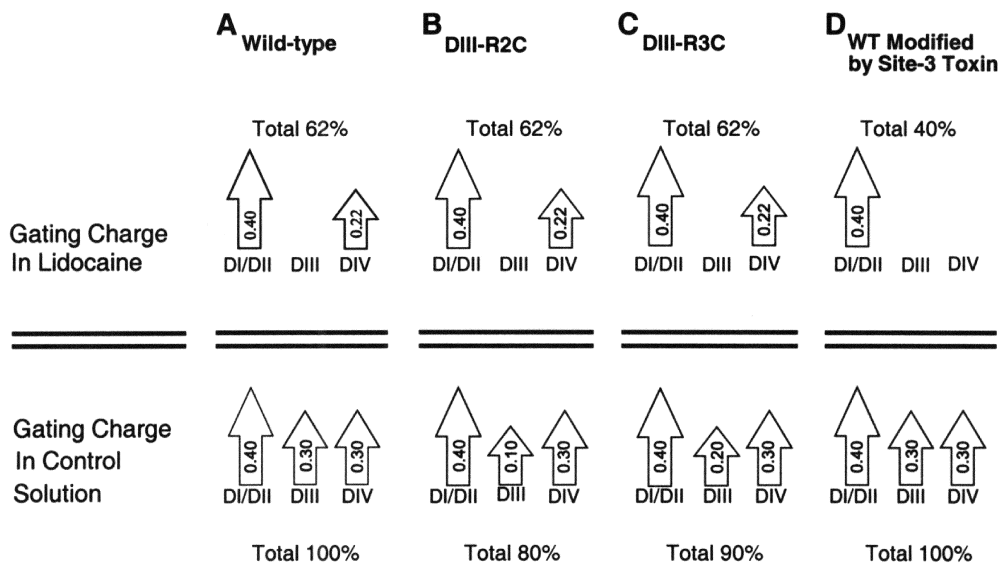 A Wild-type
B DIII-R2C
C DIII-R3C
D WT Modified
by Site-3 Toxin
Total 62%
Total 62%
Total 62%
Total 40%
Gating Charge
In Lidocaine
0.40
0.22
DI/DII DIII DIV
0.40
0.22
DI/DII DIII DIV
0.40
0.22
DI/DII DIII DIV
0.40
DI/DII DIII DIV
Gating Charge
In Control
Solution
0.40
0.30
0.30
DI/DII DIII DIV
0.40
0.10
0.30
DI/DII DIII DIV
0.40
0.20
0.30
DI/DII DIII DIV
0.40
0.30
0.30
DI/DII DIII DIV
Total 100%
Total 80%
Total 90%
Total 100%